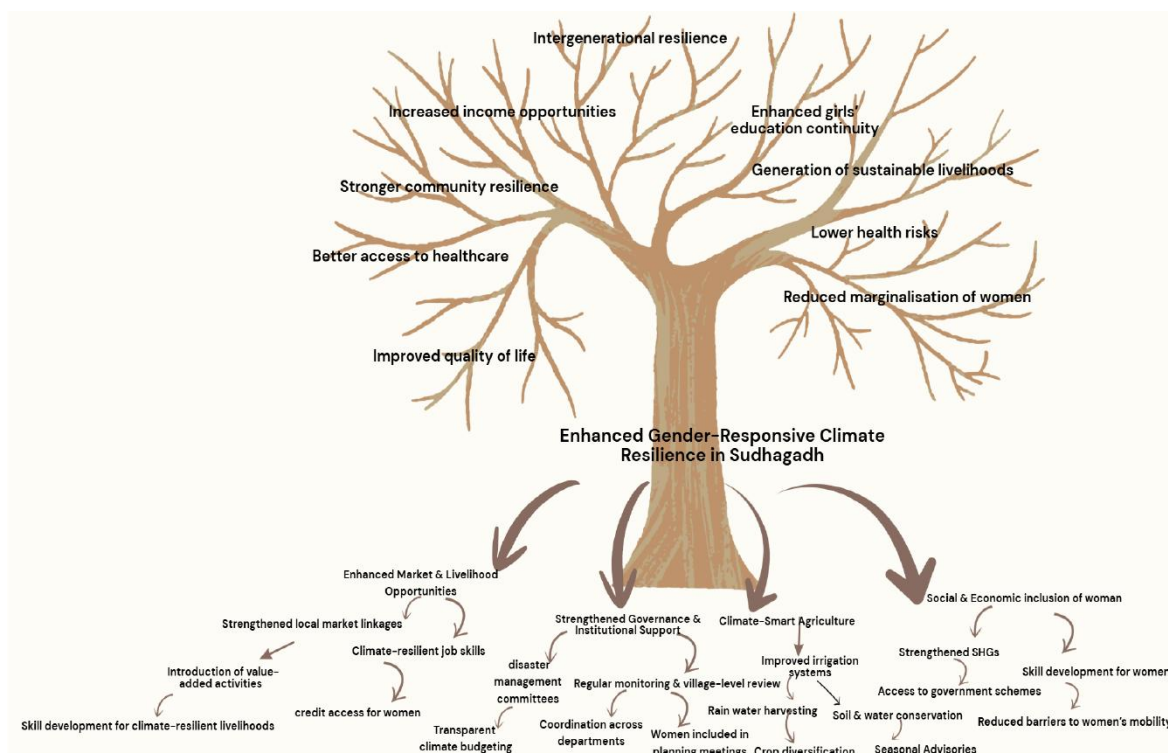 Intergenerational resilience
Increased income opportunities
Enhanced girls'
education continuity
Generation of sustainable livelihoods
Stronger community resilience
Lower health risks
Better access to healthcare
Reduced marginalisation of women
Improved quality of life
Enhanced Gender-Responsive Climate
Resilience in Sudhagadh
Enhanced Market & Livelihood
Opportunities
Strengthened local market linkages
Climate-resilient job skills
Introduction of value-
added activities
credit access for women
Skill development for climate-resilient livelihoods
Strengthened Governance &
Institutional Support
disaster
management
committees
Regular monitoring & village-level review
Transparent
climate budgeting
Coordination across
departments
Women included in
planning meetings
Climate-Smart Agriculture
Improved irrigation
systems
Rain water harvesting
Soil & water conservation
Crop diversification
Seasonal Advisories
Social & Economic inclusion of woman
Strengthened SHGs
Skill development for women
Access to government schemes
Reduced barriers to women's mobility